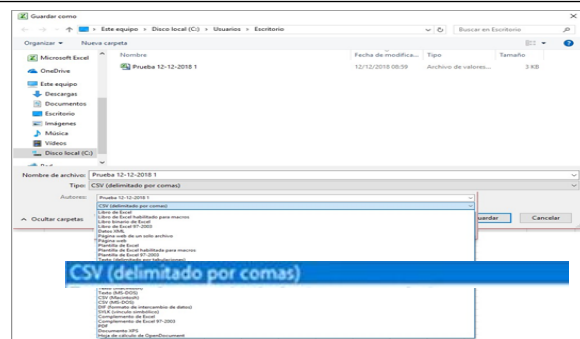 Guardar como
Este equipo > Disco local (C:) > Usuarios > Escritorio
Buscar en Escritorio
Organizar
Nueva carpeta
Nombre
Fecha de modifica...
Tipo
Tamaño
Microsoft Excel
Prueba 12-12-2018 1
12/12/2018 08:59
Archivo de valores...
3 KB
OneDrive
Este equipo
Descargas
Documentos
Escritorio
Imágenes
Música
Vídeos
Disco local (C:)
Nombre de archivo: Prueba 12-12-2018 1
Tipo: CSV (delimitado por comas)
Autores:
Prueba 12-12-2018 1
CSV (delimitado por comas)
Ocultar carpetas
uardar
Cancelar
Libro de Excel
Libro de Excel habilitado para macros
Libro binario de Excel
Libro de Excel 97-2003
Datos XML
Página web de un solo archivo
Página web
Plantilla de Excel
Plantilla de Excel habilitada para macros
Plantilla de Excel 97-2003
Texto (delimitado por tabulaciones)
CSV (delimitado por comas)
Texto (MS-DOS)
CSV (Macintosh)
CSV (MS-DOS)
DIF (formato de intercambio de datos)
SYLK (vínculo simbólico)
Complemento de Excel
Complemento de Excel 97-2003
PDF
Documento XPS
Hoja de cálculo de OpenDocument